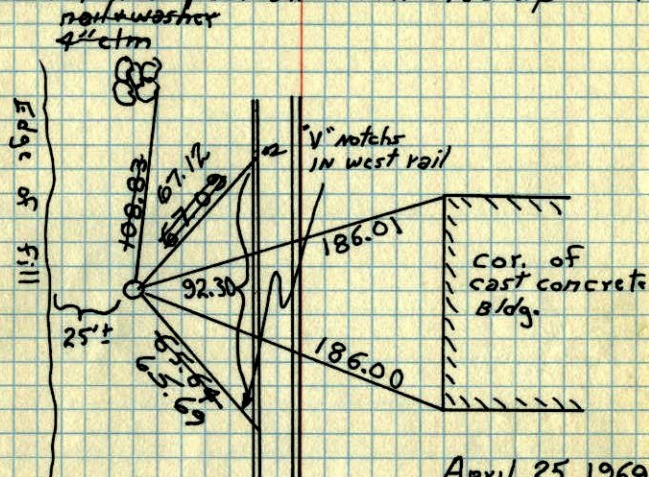 nail & washer
4" elm
"V" notchs
IN west rail
Edge of Fill
108.83
67.12
67.09
186.01
92.30
cor. of
cast concrete
Bldg.
25'±
65.64
65.69
186.00
April 25 1969